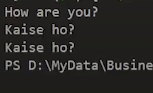 How are you?
Kaise ho?
Kaise ho?
PS D:\MyData\Busine